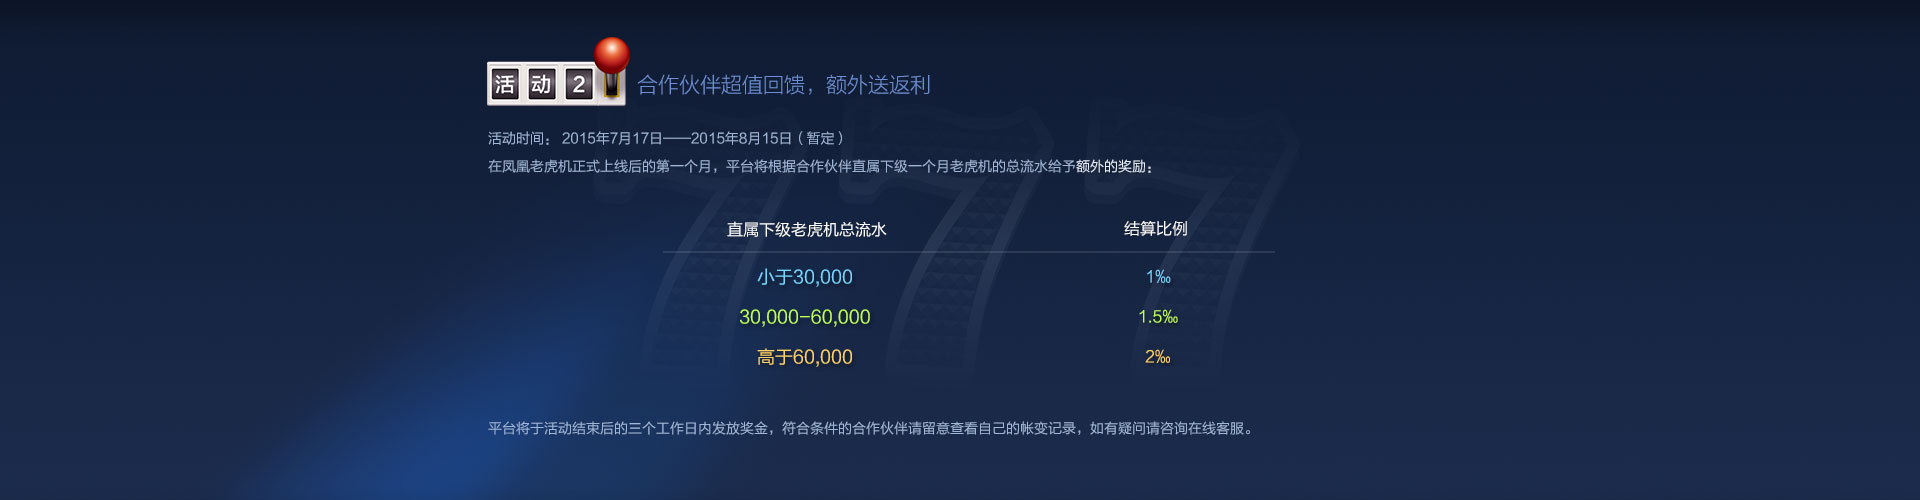 活动2 合作伙伴超值回馈，额外送返利
活动时间： 2015年7月17日——2015年8月15日（暂定）
在凤凰老虎机正式上线后的第一个月，平台将根据合作伙伴直属下级一个月老虎机的总流水给予额外的奖励：
直属下级老虎机总流水 结算比例
小于30,000 1‰
30,000-60,000 1.5‰
高于60,000 2‰
平台将于活动结束后的三个工作日内发放奖金，符合条件的合作伙伴请留意查看自己的帐变记录，如有疑问请咨询在线客服。
777